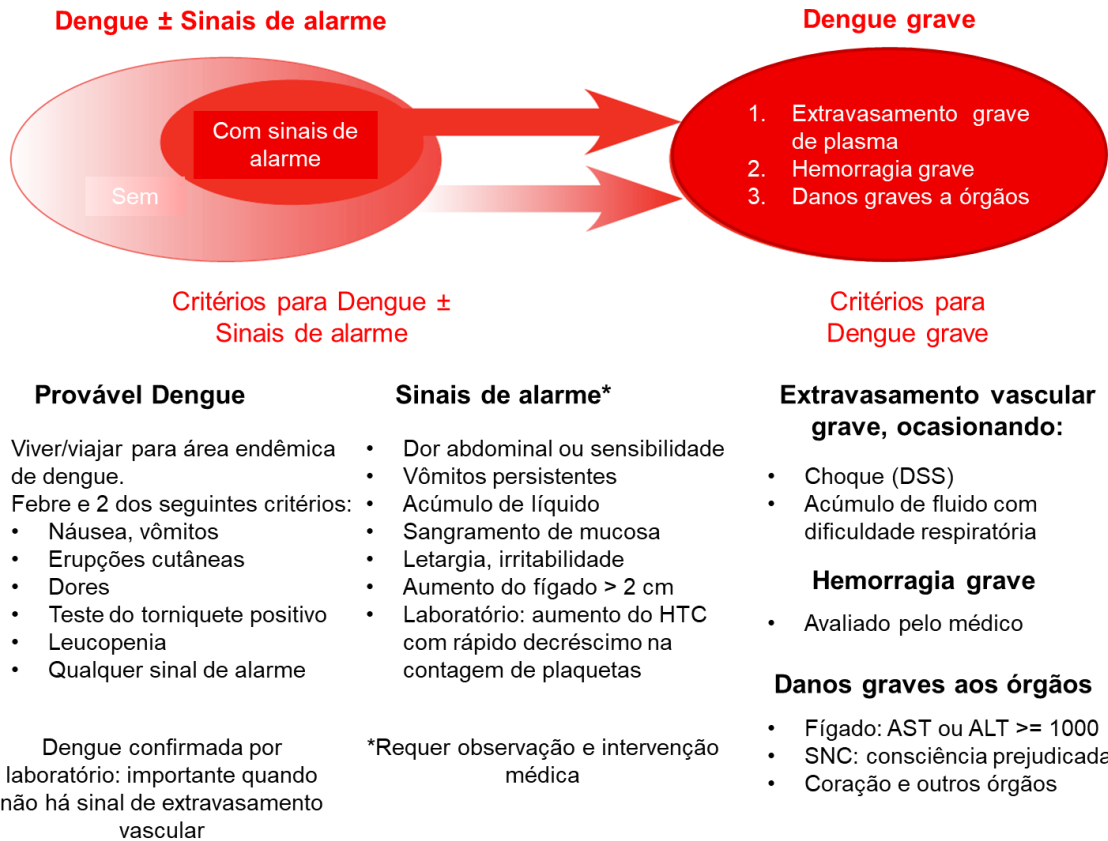 Dengue ± Sinais de alarme
Dengue grave
Com sinais de
alarme
Sem
1. Extravasamento grave
de plasma
2. Hemorragia grave
3. Danos graves a órgãos
Critérios para Dengue ±
Sinais de alarme
Critérios para
Dengue grave
Provável Dengue
Viver/viajar para área endêmica
de dengue.
Febre e 2 dos seguintes critérios:
• Náusea, vômitos
• Erupções cutâneas
• Dores
• Teste do torniquete positivo
• Leucopenia
• Qualquer sinal de alarme
Dengue confirmada por
laboratório: importante quando
não há sinal de extravasamento
vascular
Sinais de alarme*
• Dor abdominal ou sensibilidade
• Vômitos persistentes
• Acúmulo de líquido
• Sangramento de mucosa
• Letargia, irritabilidade
• Aumento do fígado > 2 cm
• Laboratório: aumento do HTC
com rápido decréscimo na
contagem de plaquetas
*Requer observação e intervenção
médica
Extravasamento vascular
grave, ocasionando:
• Choque (DSS)
• Acúmulo de fluido com
dificuldade respiratória
Hemorragia grave
• Avaliado pelo médico
Danos graves aos órgãos
• Fígado: AST ou ALT >= 1000
• SNC: consciência prejudicada
• Coração e outros órgãos